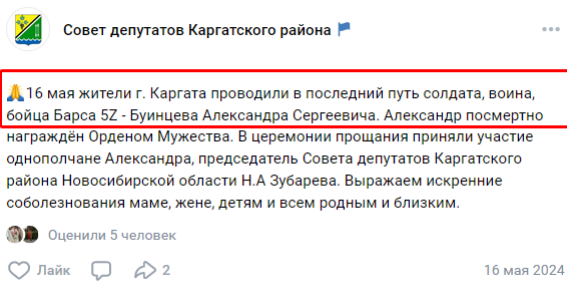 Совет депутатов Каргатского района
🙏16 мая жители г. Каргата проводили в последний путь солдата, воина,
бойца Барса 5Z - Буинцева Александра Сергеевича. Александр посмертно
награждён Орденом Мужества. В церемонии прощания приняли участие
однополчане Александра, председатель Совета депутатов Каргатского
района Новосибирской области Н.А Зубарева. Выражаем искренние
соболезнования маме, жене, детям и всем родным и близким.
Оценили 5 человек
Лайк 2 16 мая 2024